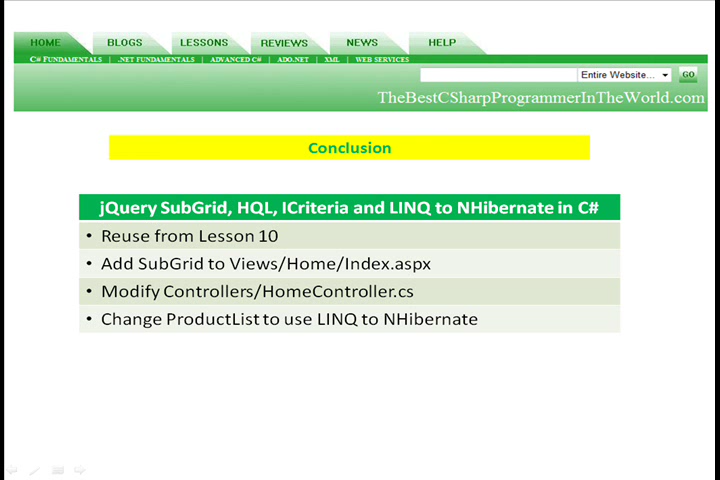 HOME BLOGS LESSONS REVIEWS NEWS HELP
C# FUNDAMENTALS | .NET FUNDAMENTALS | ADVANCED C# | ADO.NET | XML | WEB SERVICES
Entire Website... GO
TheBestCSharpProgrammerInTheWorld.com
Conclusion
jQuery SubGrid, HQL, ICriteria and LINQ to NHibernate in C#
• Reuse from Lesson 10
• Add SubGrid to Views/Home/Index.aspx
• Modify Controllers/HomeController.cs
• Change ProductList to use LINQ to NHibernate